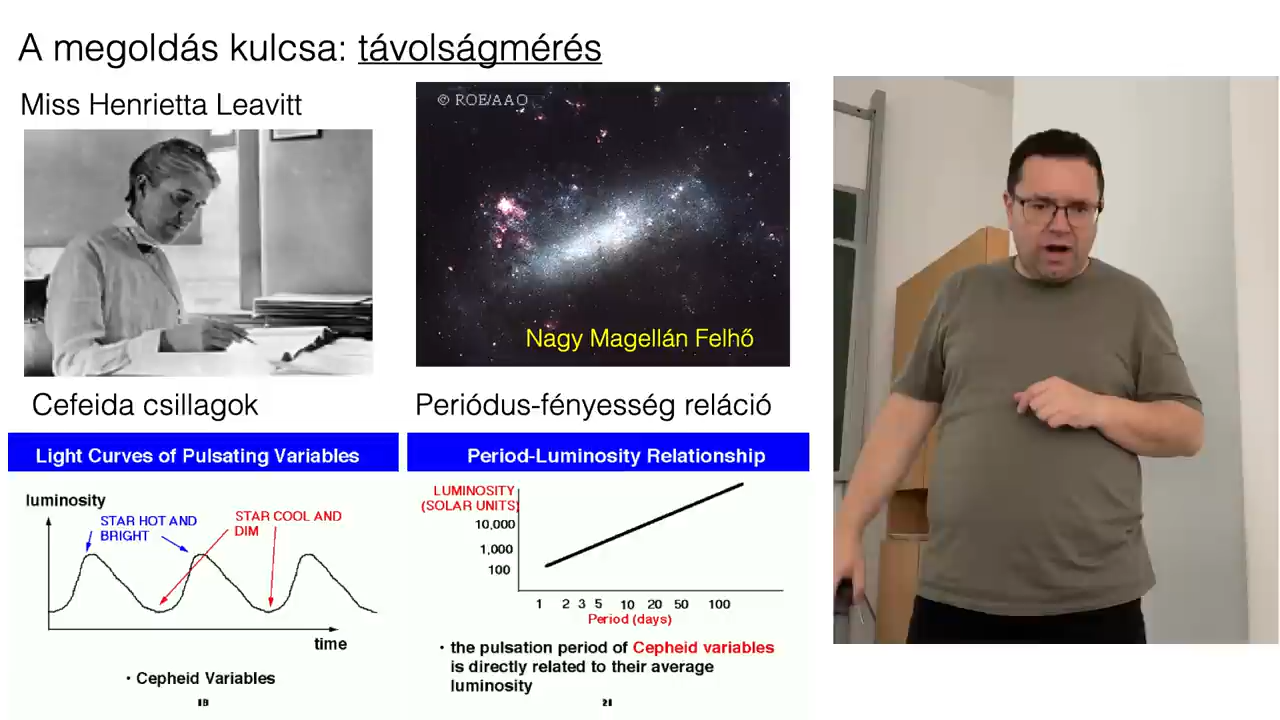 A megoldás kulcsa: távolságmérés
Miss Henrietta Leavitt
© ROE/AAO
Nagy Magellán Felhő
Cefeida csillagok
Periódus-fényesség reláció
Light Curves of Pulsating Variables
luminosity
STAR HOT AND
BRIGHT
STAR COOL AND
DIM
time
• Cepheid Variables
19
Period-Luminosity Relationship
LUMINOSITY
(SOLAR UNITS)
10,000
1,000
100
1 2 3 5 10 20 50 100
Period (days)
• the pulsation period of Cepheid variables
is directly related to their average
luminosity
21